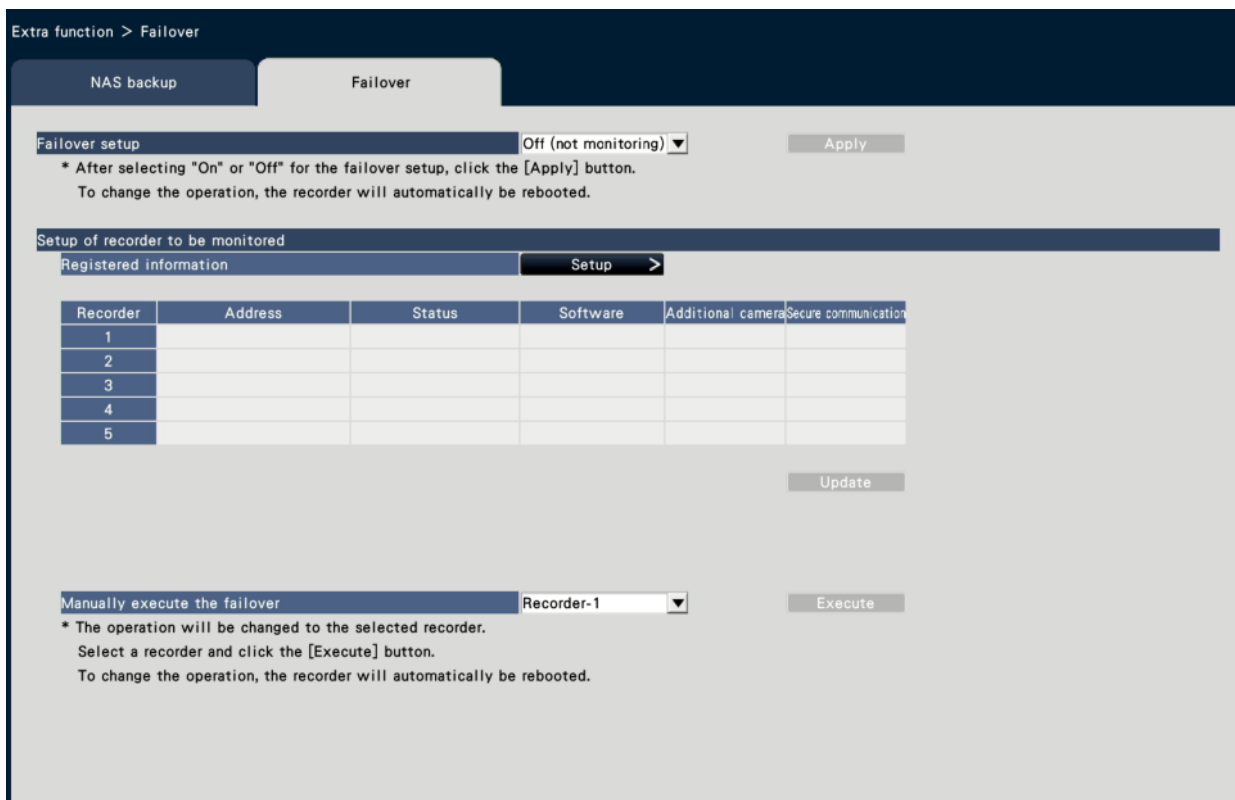 Extra function > Failover
NAS backup Failover
Failover setup Off (not monitoring) Apply
* After selecting "On" or "Off" for the failover setup, click the [Apply] button.
To change the operation, the recorder will automatically be rebooted.
Setup of recorder to be monitored
Registered information Setup >
Recorder Address Status Software Additional camera Secure communication
1
2
3
4
5
Update
Manually execute the failover Recorder-1 Execute
* The operation will be changed to the selected recorder.
Select a recorder and click the [Execute] button.
To change the operation, the recorder will automatically be rebooted.